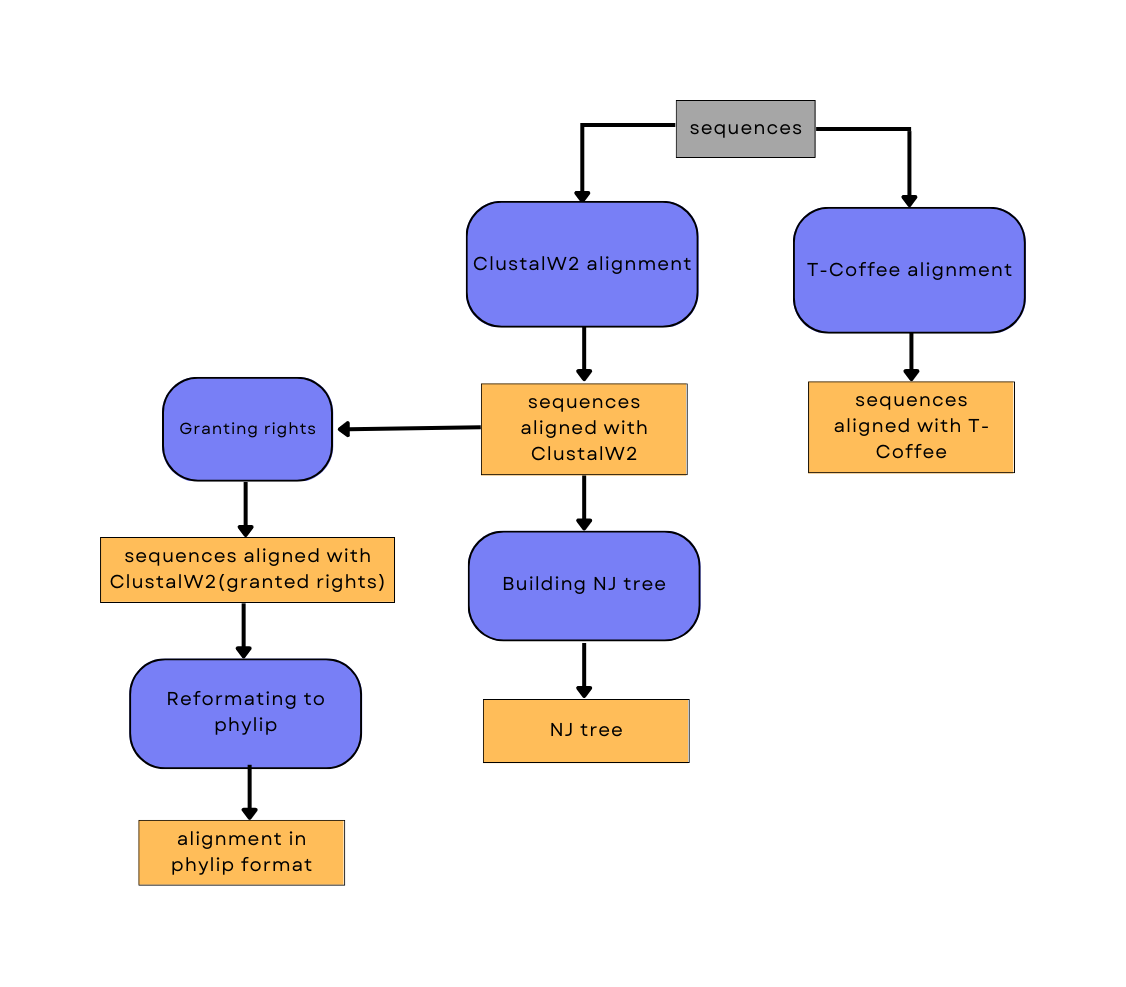 sequences
ClustalW2 alignment
T-Coffee alignment
sequences
aligned with
ClustalW2
sequences
aligned with T-
Coffee
Granting rights
sequences aligned with
ClustalW2(granted rights)
Building NJ tree
Reformating to
phylip
NJ tree
alignment in
phylip format